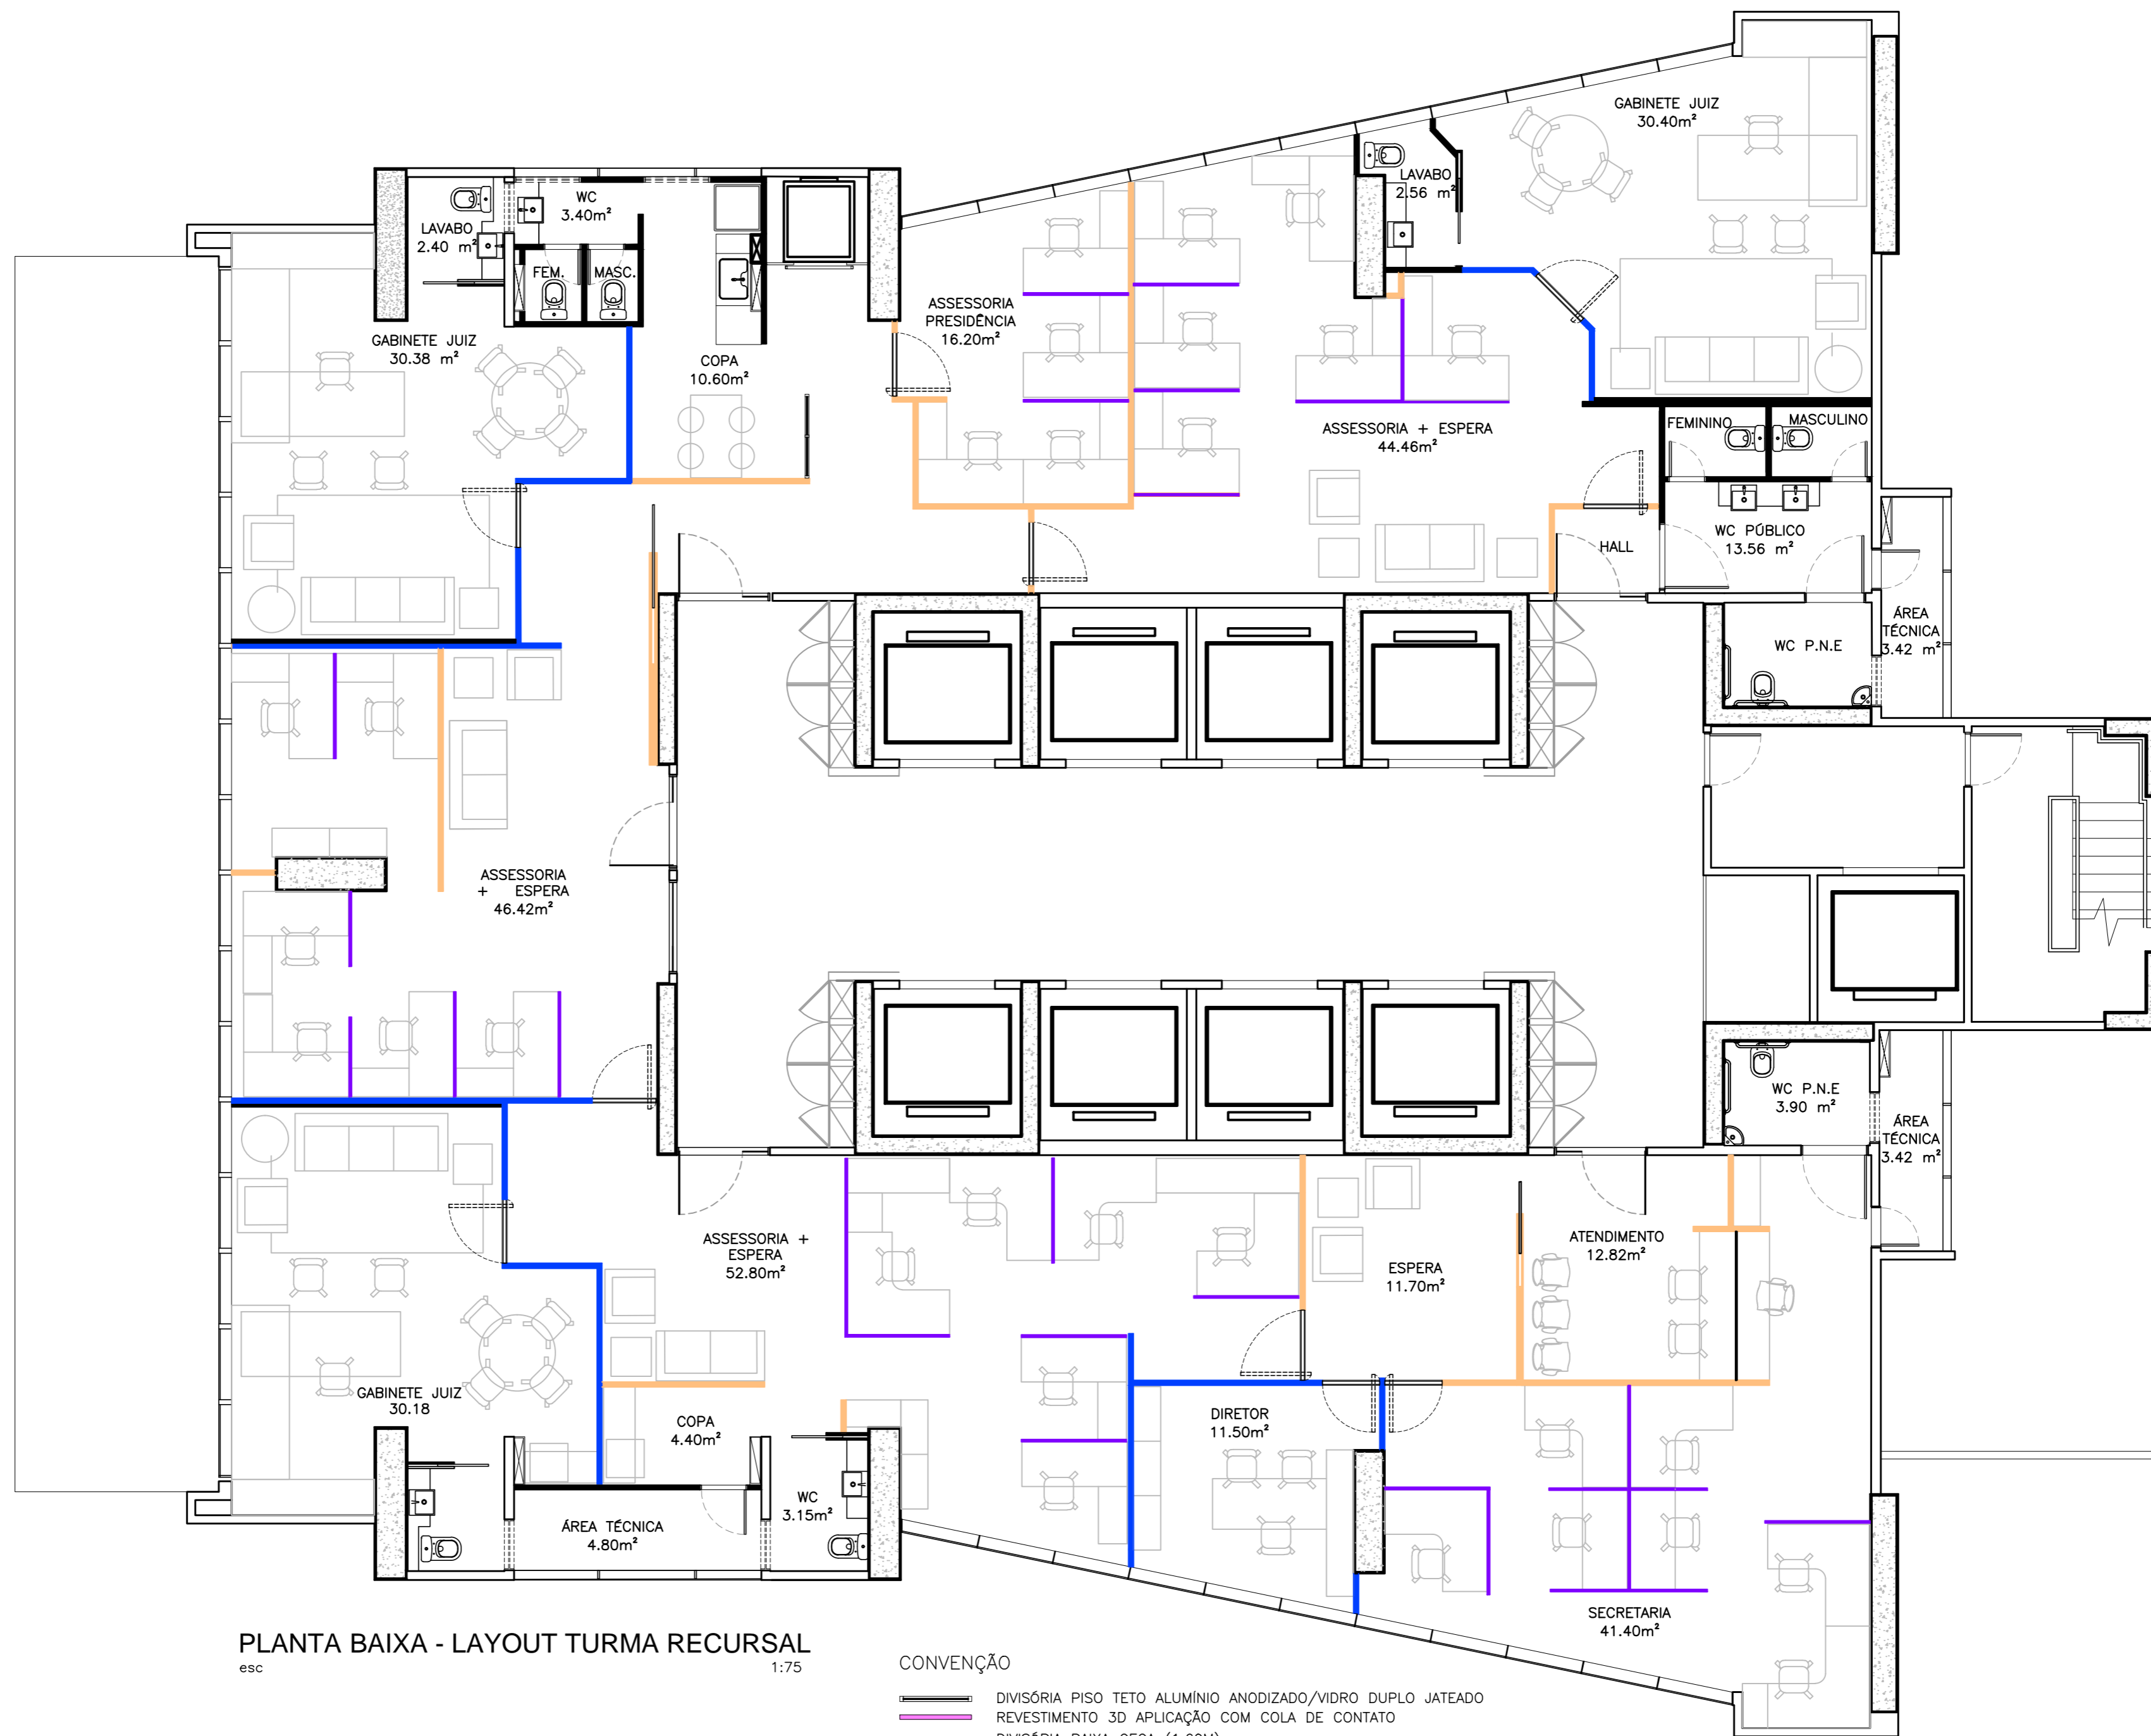 GABINETE JUIZ
30.40m²
LAVABO
2.56 m²
WC
3.40m²
LAVABO
2.40 m²
FEM.
MASC.
GABINETE JUIZ
30.38 m²
COPA
10.60m²
ASSESSORIA
PRESIDÊNCIA
16.20m²
ASSESSORIA + ESPERA
44.46m²
FEMININO
MASCULINO
WC PÚBLICO
13.56 m²
HALL
WC P.N.E
ÁREA
TÉCNICA
3.42 m²
ASSESSORIA
+ ESPERA
46.42m²
WC P.N.E
3.90 m²
ÁREA
TÉCNICA
3.42 m²
ASSESSORIA +
ESPERA
52.80m²
ESPERA
11.70m²
ATENDIMENTO
12.82m²
GABINETE JUIZ
30.18
COPA
4.40m²
DIRETOR
11.50m²
WC
3.15m²
ÁREA TÉCNICA
4.80m²
SECRETARIA
41.40m²
PLANTA BAIXA - LAYOUT TURMA RECURSAL
esc 1:75
CONVENÇÃO
DIVISÓRIA PISO TETO ALUMÍNIO ANODIZADO/VIDRO DUPLO JATEADO
REVESTIMENTO 3D APLICAÇÃO COM COLA DE CONTATO